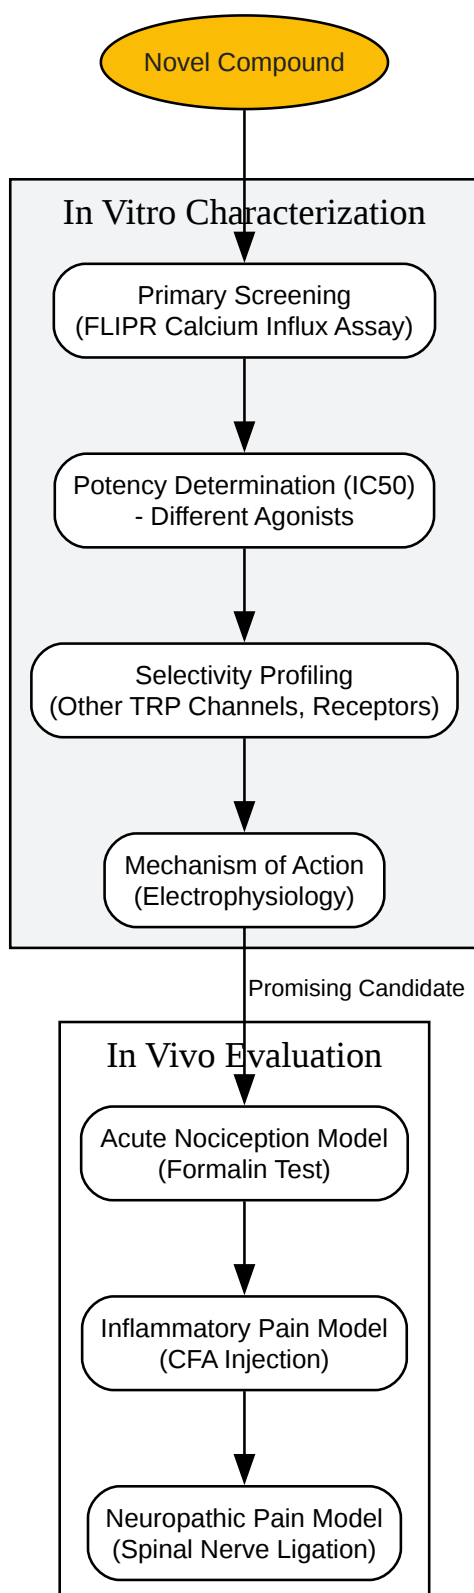 Novel Compound
In Vitro Characterization
Primary Screening
(FLIPR Calcium Influx Assay)
Potency Determination (IC50)
- Different Agonists
Selectivity Profiling
(Other TRP Channels, Receptors)
Mechanism of Action
(Electrophysiology)
Promising Candidate
In Vivo Evaluation
Acute Nociception Model
(Formalin Test)
Inflammatory Pain Model
(CFA Injection)
Neuropathic Pain Model
(Spinal Nerve Ligation)